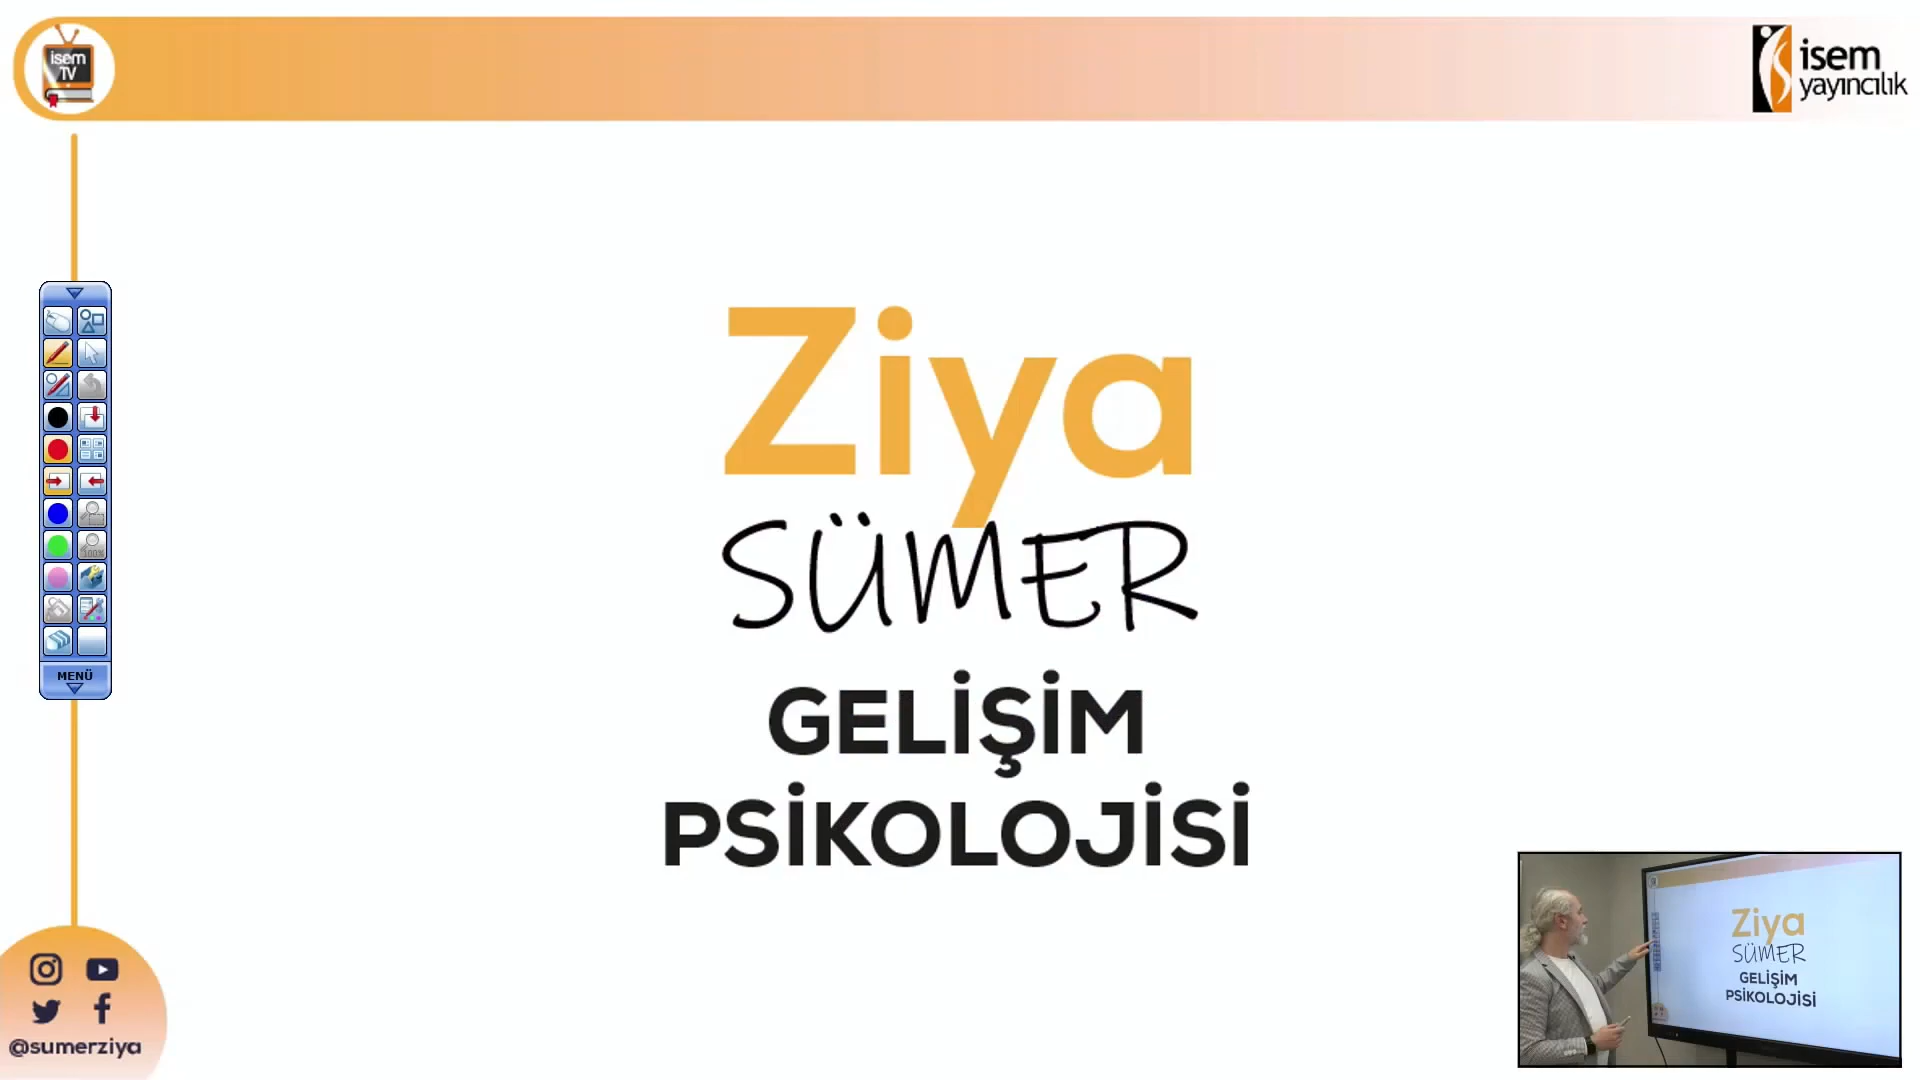 isem
TV
isem
yayıncılık
Ziya
SÜMER
GELİŞİM
PSİKOLOJİSİ
100%
MENÜ
@sumerziya
Ziya
SÜMER
GELİŞİM
PSİKOLOJİSİ